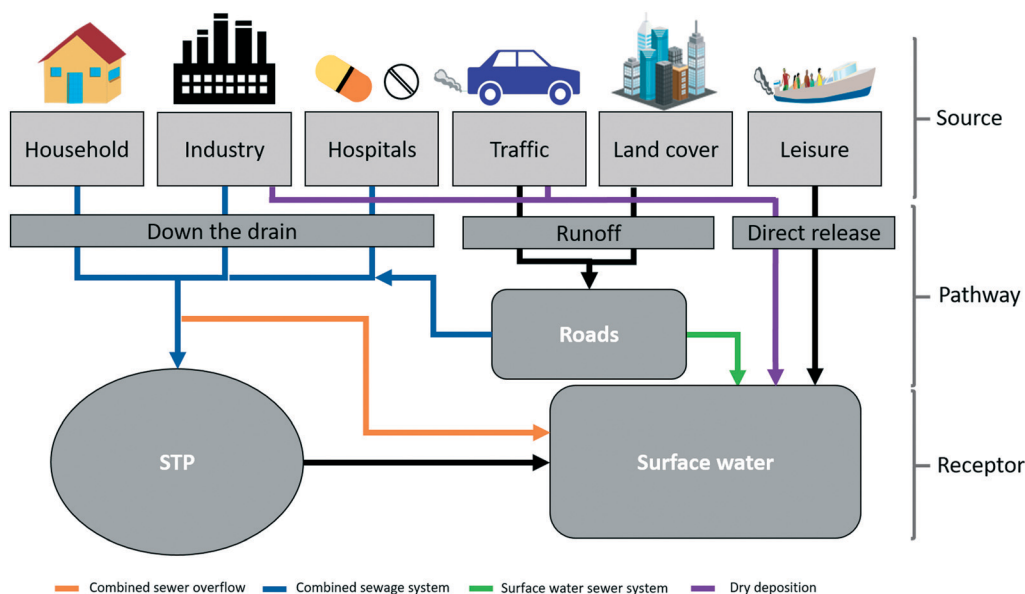 Source
Household
Industry
Hospitals
Traffic
Land cover
Leisure
Down the drain
Runoff
Direct release
Pathway
Roads
STP
Surface water
Receptor
Combined sewer overflow
Combined sewage system
Surface water sewer system
Dry deposition